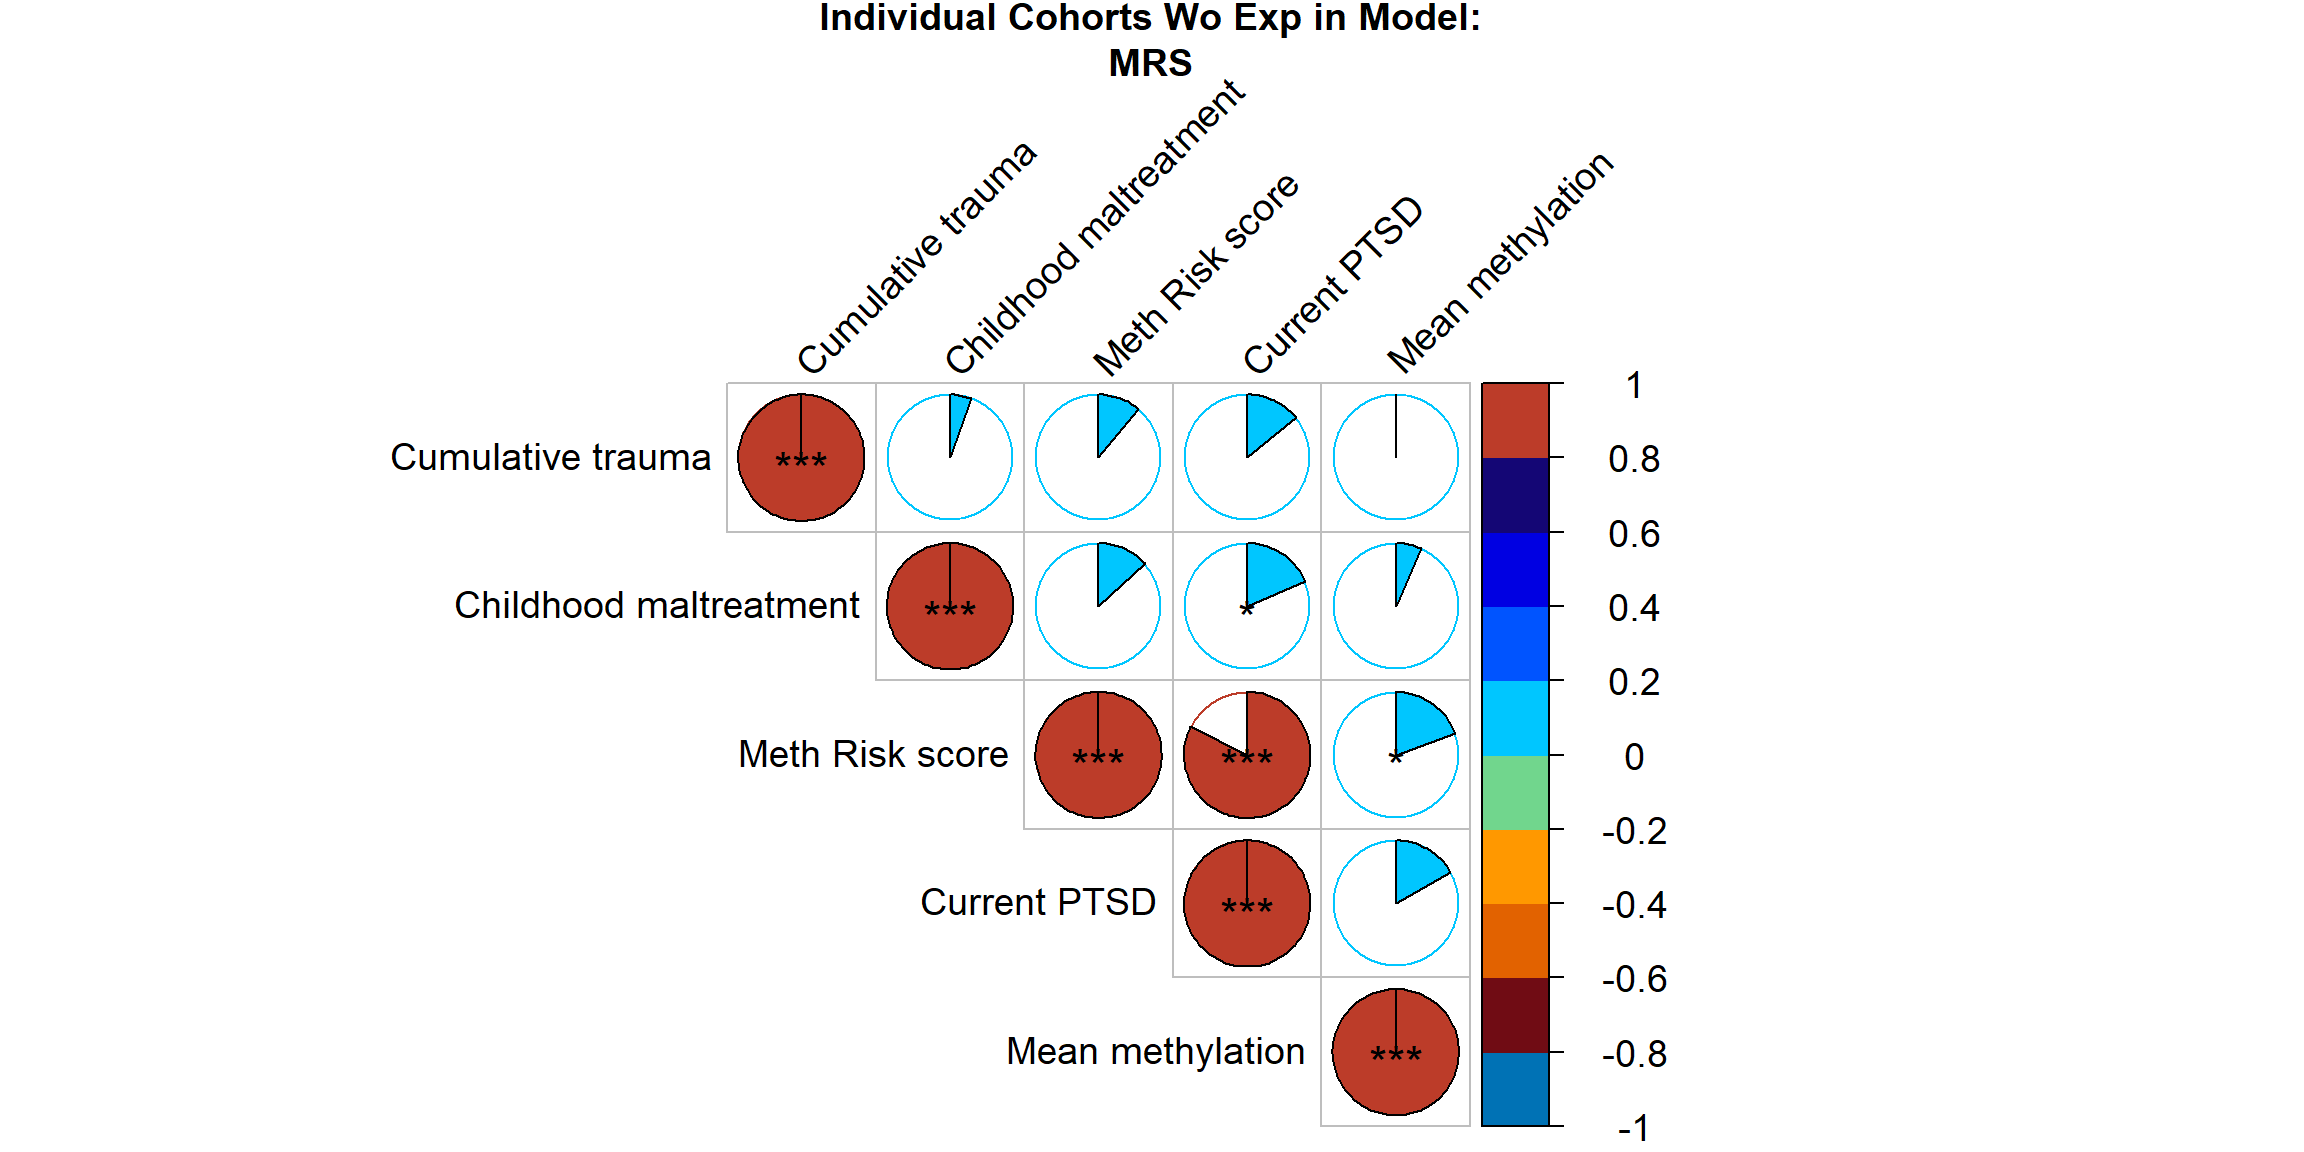 Individual Cohorts Wo Exp in Model:
MRS
Cumulative trauma
Childhood maltreatment
Meth Risk score
Current PTSD
Mean methylation
Cumulative trauma
***
Childhood maltreatment
***
*
Meth Risk score
***
***
*
Current PTSD
***
Mean methylation
***
1
0.8
0.6
0.4
0.2
0
-0.2
-0.4
-0.6
-0.8
-1